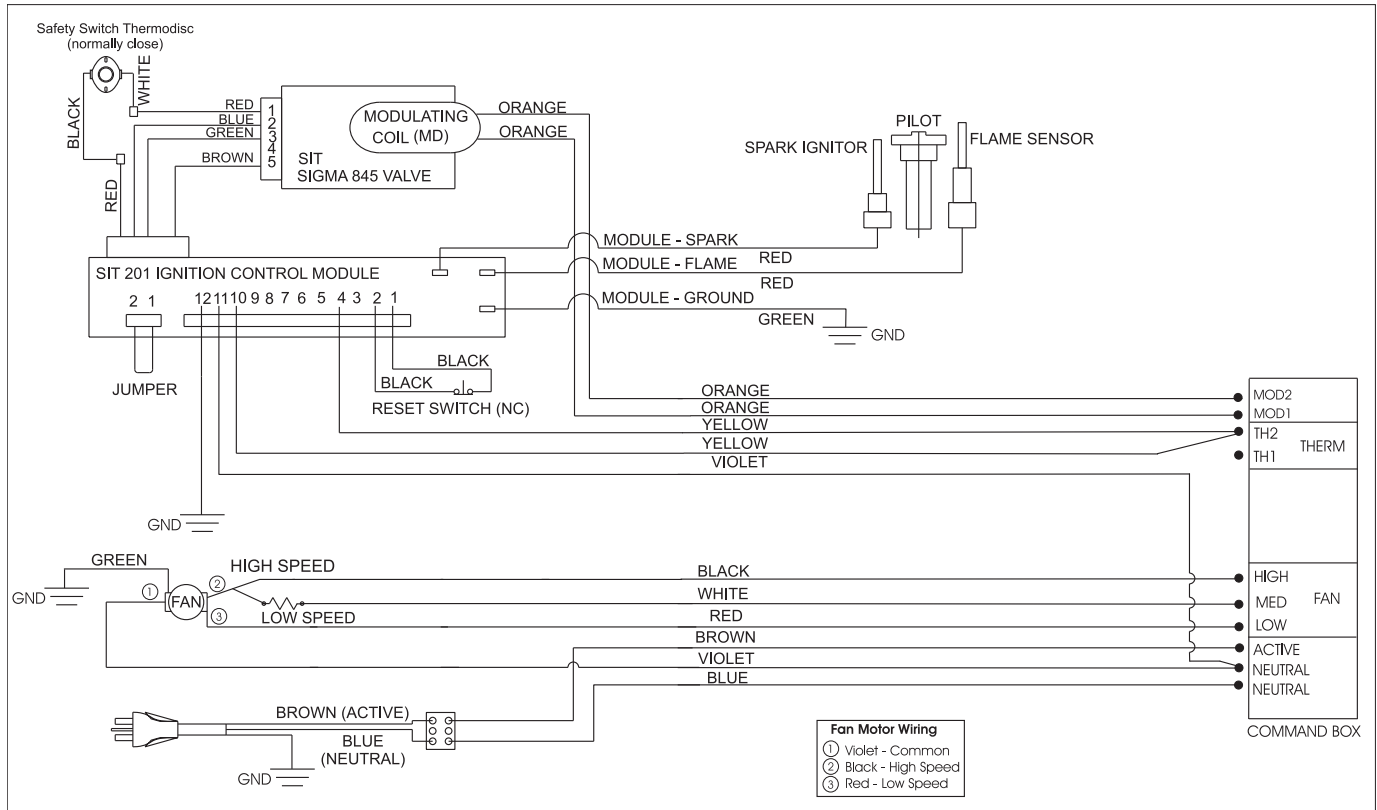 Safety Switch Thermodisc
(normally close)
BLACK
WHITE
RED
BLUE
GREEN
BROWN
RED
1
2
3
4
5
MODULATING
COIL (MD)
SIT
SIGMA 845 VALVE
ORANGE
ORANGE
PILOT
SPARK IGNITOR
FLAME SENSOR
SIT 201 IGNITION CONTROL MODULE
2 1
12 11 10 9 8 7 6 5 4 3 2 1
JUMPER
MODULE - SPARK
RED
MODULE - FLAME
RED
MODULE - GROUND
GREEN
GND
BLACK
BLACK
RESET SWITCH (NC)
ORANGE
ORANGE
YELLOW
YELLOW
VIOLET
MOD2
MOD1
TH2
THERM
TH1
GND
GREEN
GND
1
FAN
2
3
HIGH SPEED
LOW SPEED
BLACK
WHITE
RED
BROWN
VIOLET
BLUE
HIGH
MED
FAN
LOW
ACTIVE
NEUTRAL
NEUTRAL
COMMAND BOX
BROWN (ACTIVE)
BLUE
(NEUTRAL)
GND
Fan Motor Wiring
1 Violet - Common
2 Black - High Speed
3 Red - Low Speed